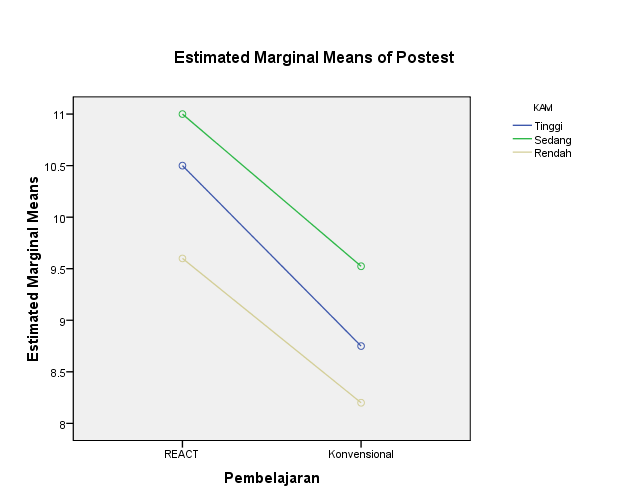 Estimated Marginal Means of Postest
KAM
Tinggi
Sedang
Rendah
Estimated Marginal Means
11
10.5
10
9.5
9
8.5
8
REACT
Konvensional
Pembelajaran